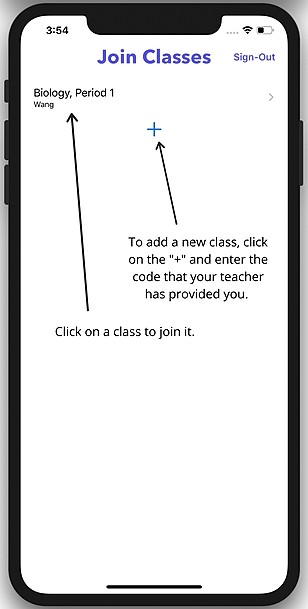 3:54
Join Classes
Sign-Out
Biology, Period 1
Wang
+
To add a new class, click
on the "+" and enter the
code that your teacher
has provided you.
Click on a class to join it.